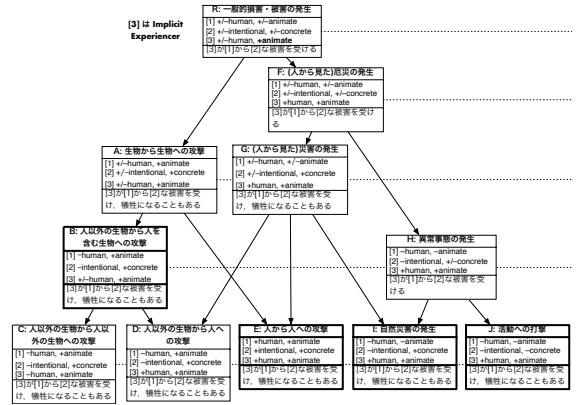 [3] は Implicit
Experiencer
R: 一般的損害・被害の発生
[1] +/–human, +/–animate
[2] +/–intentional, +/–concrete
[3] +/–human, +animate
[3]が[1]から[2]な被害を受ける
F: (人から見た)厄災の発生
[1] +/–human, +/–animate
[2] +/–intentional, +/–concrete
[3] +human, +animate
[3]が[1]から[2]な被害を受け
る
A: 生物から生物への攻撃
[1] +/–human, +animate
[2] +/–intentional, +concrete
[3] +/–human, +animate
[3]が[1]から[2]な被害を受
け，犠牲になることもある
G: (人から見た)災害の発生
[1] +/–human, +/–animate
[2] +/–intentional, +concrete
[3] +human, +animate
[3]が[1]から[2]な被害を受
け，犠牲になることもある
B: 人以外の生物から人を
含む生物への攻撃
[1] –human, +animate
[2] –intentional, +concrete
[3] +/–human, +animate
[3]が[1]から[2]な被害を受
け，犠牲になることもある
H: 異常事態の発生
[1] –human, –animate
[2] –intentional, +/–concrete
[3] +human, +animate
[3]が[1]から[2]な被害を受
ける
C: 人以外の生物から人以
外の生物への攻撃
[1] –human, +animate
[2] –intentional, +concrete
[3] –human, +animate
[3]が[1]から[2]な被害を受
け，犠牲になることもある
D: 人以外の生物から人への
攻撃
[1] –human, +animate
[2] –intentional, +concrete
[3] +human, +animate
[3]が[1]から[2]な被害を受
け，犠牲になることもある
E: 人から人への攻撃
[1] +human, +animate
[2] +intentional, +concrete
[3] +human, +animate
[3]が[1]から[2]な被害を受
け，犠牲になることもある
I: 自然災害の発生
[1] –human, –animate
[2] –intentional, +concrete
[3] +human, +animate
[3]が[1]から[2]な被害を受
け，犠牲になることもある
J: 活動への打撃
[1] –human, –animate
[2] –intentional, –concrete
[3] +human, +animate
[3]が[1]から[2]な被害を受
け，犠牲になることもある